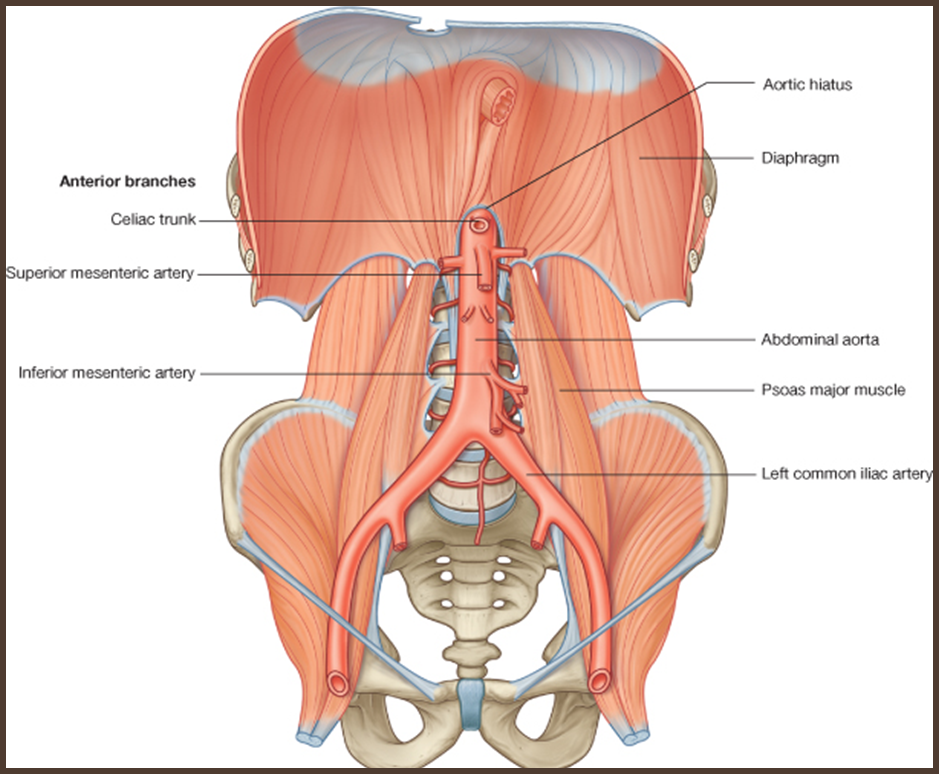 Aortic hiatus
Diaphragm
Anterior branches
Celiac trunk
Superior mesenteric artery
Abdominal aorta
Inferior mesenteric artery
Psoas major muscle
Left common iliac artery